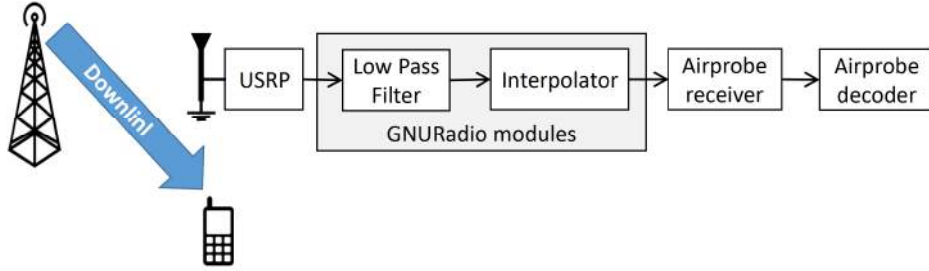 Downlinl
USRP
Low Pass
Filter
Interpolator
GNURadio modules
Airprobe
receiver
Airprobe
decoder